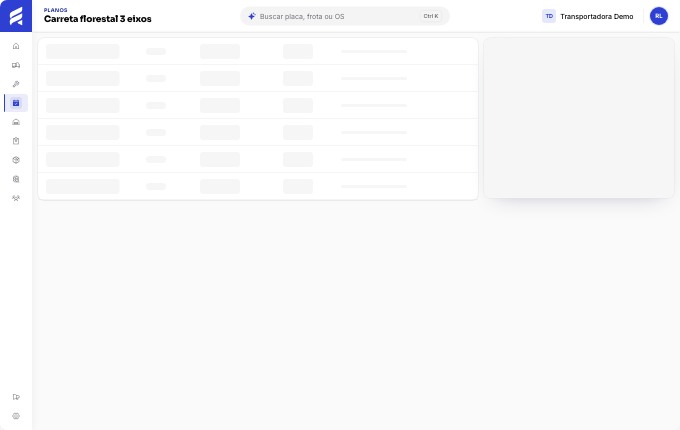 PLANOS
Carreta florestal 3 eixos
Buscar placa, frota ou OS
Ctrl K
TD
Transportadora Demo
RL